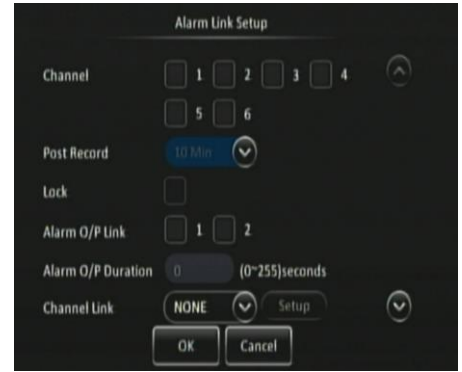 Alarm Link Setup
Channel 1 2 3 4
5 6
Post Record 10 Min
Lock
Alarm O/P Link 1 2
Alarm O/P Duration 0 (0~255)seconds
Channel Link NONE Setup
OK Cancel